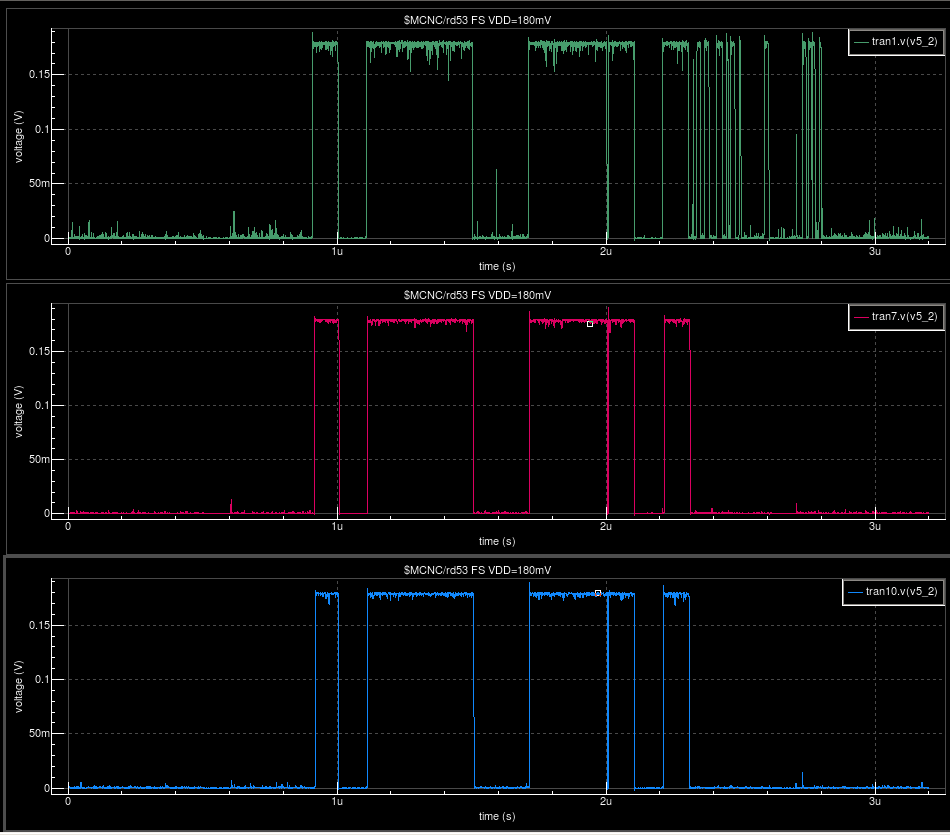 $MCNC/rd53 FS VDD=180mV
tran1.v(v5_2)
voltage (V)
0.15
0.1
50m
0
0 1u 2u 3u
time (s)
$MCNC/rd53 FS VDD=180mV
tran7.v(v5_2)
voltage (V)
0.15
0.1
50m
0
0 1u 2u 3u
time (s)
$MCNC/rd53 FS VDD=180mV
tran10.v(v5_2)
voltage (V)
0.15
0.1
50m
0
0 1u 2u 3u
time (s)